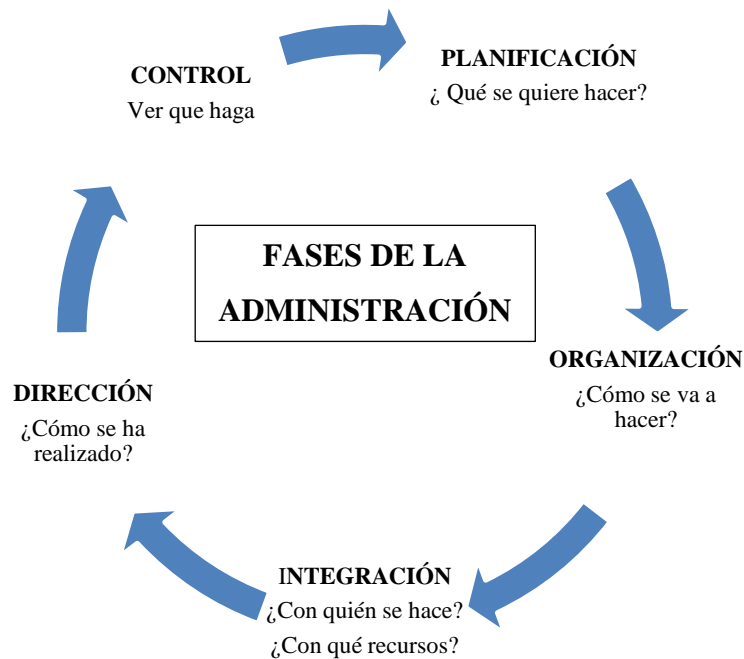 FASES DE LA
ADMINISTRACIÓN
PLANIFICACIÓN
¿ Qué se quiere hacer?
ORGANIZACIÓN
¿Cómo se va a
hacer?
INTEGRACIÓN
¿Con quién se hace?
¿Con qué recursos?
DIRECCIÓN
¿Cómo se ha
realizado?
CONTROL
Ver que haga